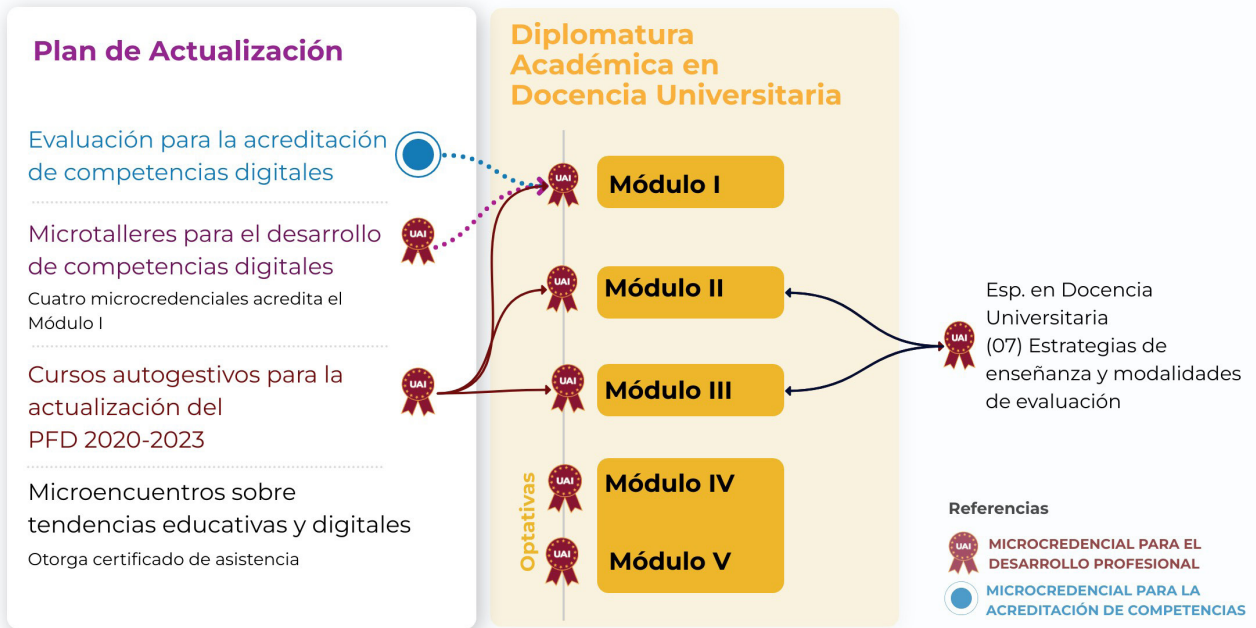 Plan de Actualización
Evaluación para la acreditación
de competencias digitales
Microtalleres para el desarrollo
de competencias digitales
Cuatro microcredenciales acredita el
Módulo I
Cursos autogestivos para la
actualización del
PFD 2020-2023
Microencuentros sobre
tendencias educativas y digitales
Otorga certificado de asistencia
UAI
UAI
Diplomatura
Académica en
Docencia Universitaria
UAI
Módulo I
UAI
Módulo II
UAI
Módulo III
Optativas
UAI
Módulo IV
UAI
Módulo V
UAI
Esp. en Docencia
Universitaria
(07) Estrategias de
enseñanza y modalidades
de evaluación
Referencias
UAI
MICROCREDENCIAL PARA EL
DESARROLLO PROFESIONAL
MICROCREDENCIAL PARA LA
ACREDITACIÓN DE COMPETENCIAS